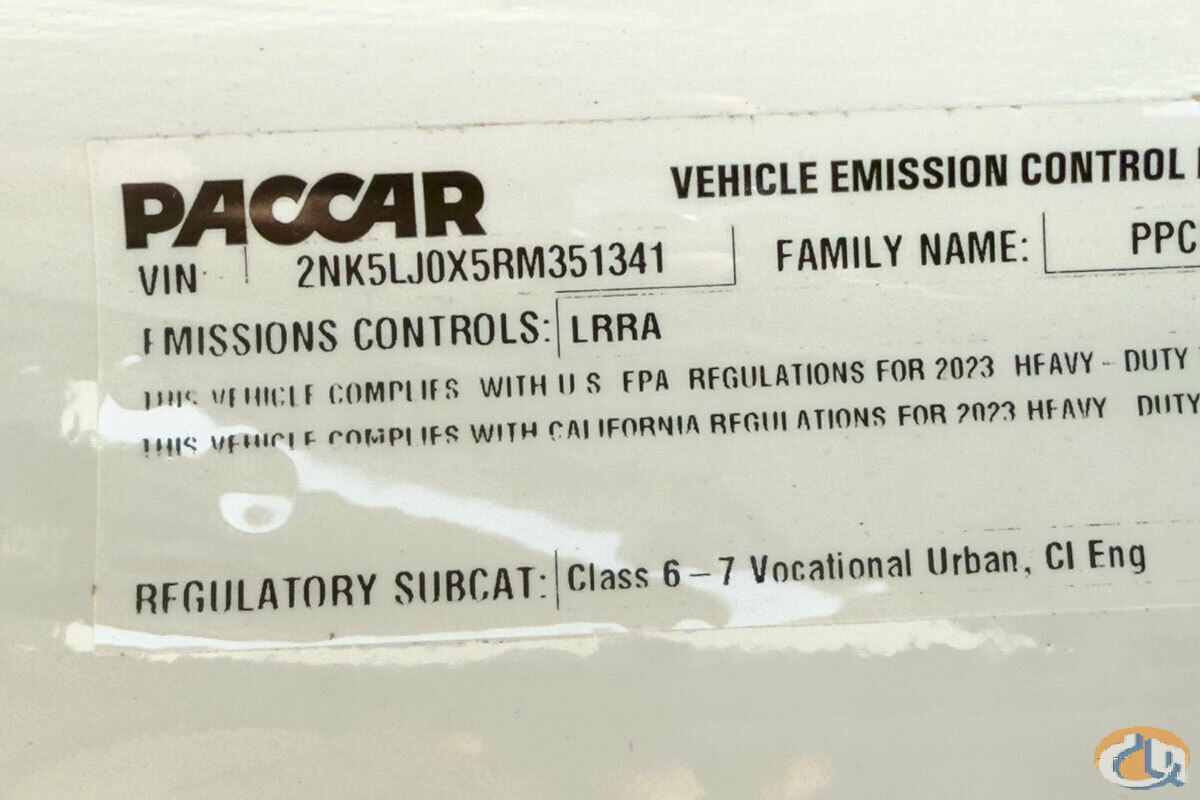 PACCAR
VEHICLE EMISSION CONTROL
VIN 2NK5LJ0X5RM351341
FAMILY NAME: PPC
EMISSIONS CONTROLS: LRRA
THIS VEHICLE COMPLIES WITH U S EPA REGULATIONS FOR 2023 HEAVY - DUTY
THIS VEHICLE COMPLIES WITH CALIFORNIA REGULATIONS FOR 2023 HEAVY DUTY
REGULATORY SUBCAT: Class 6-7 Vocational Urban, CI Eng